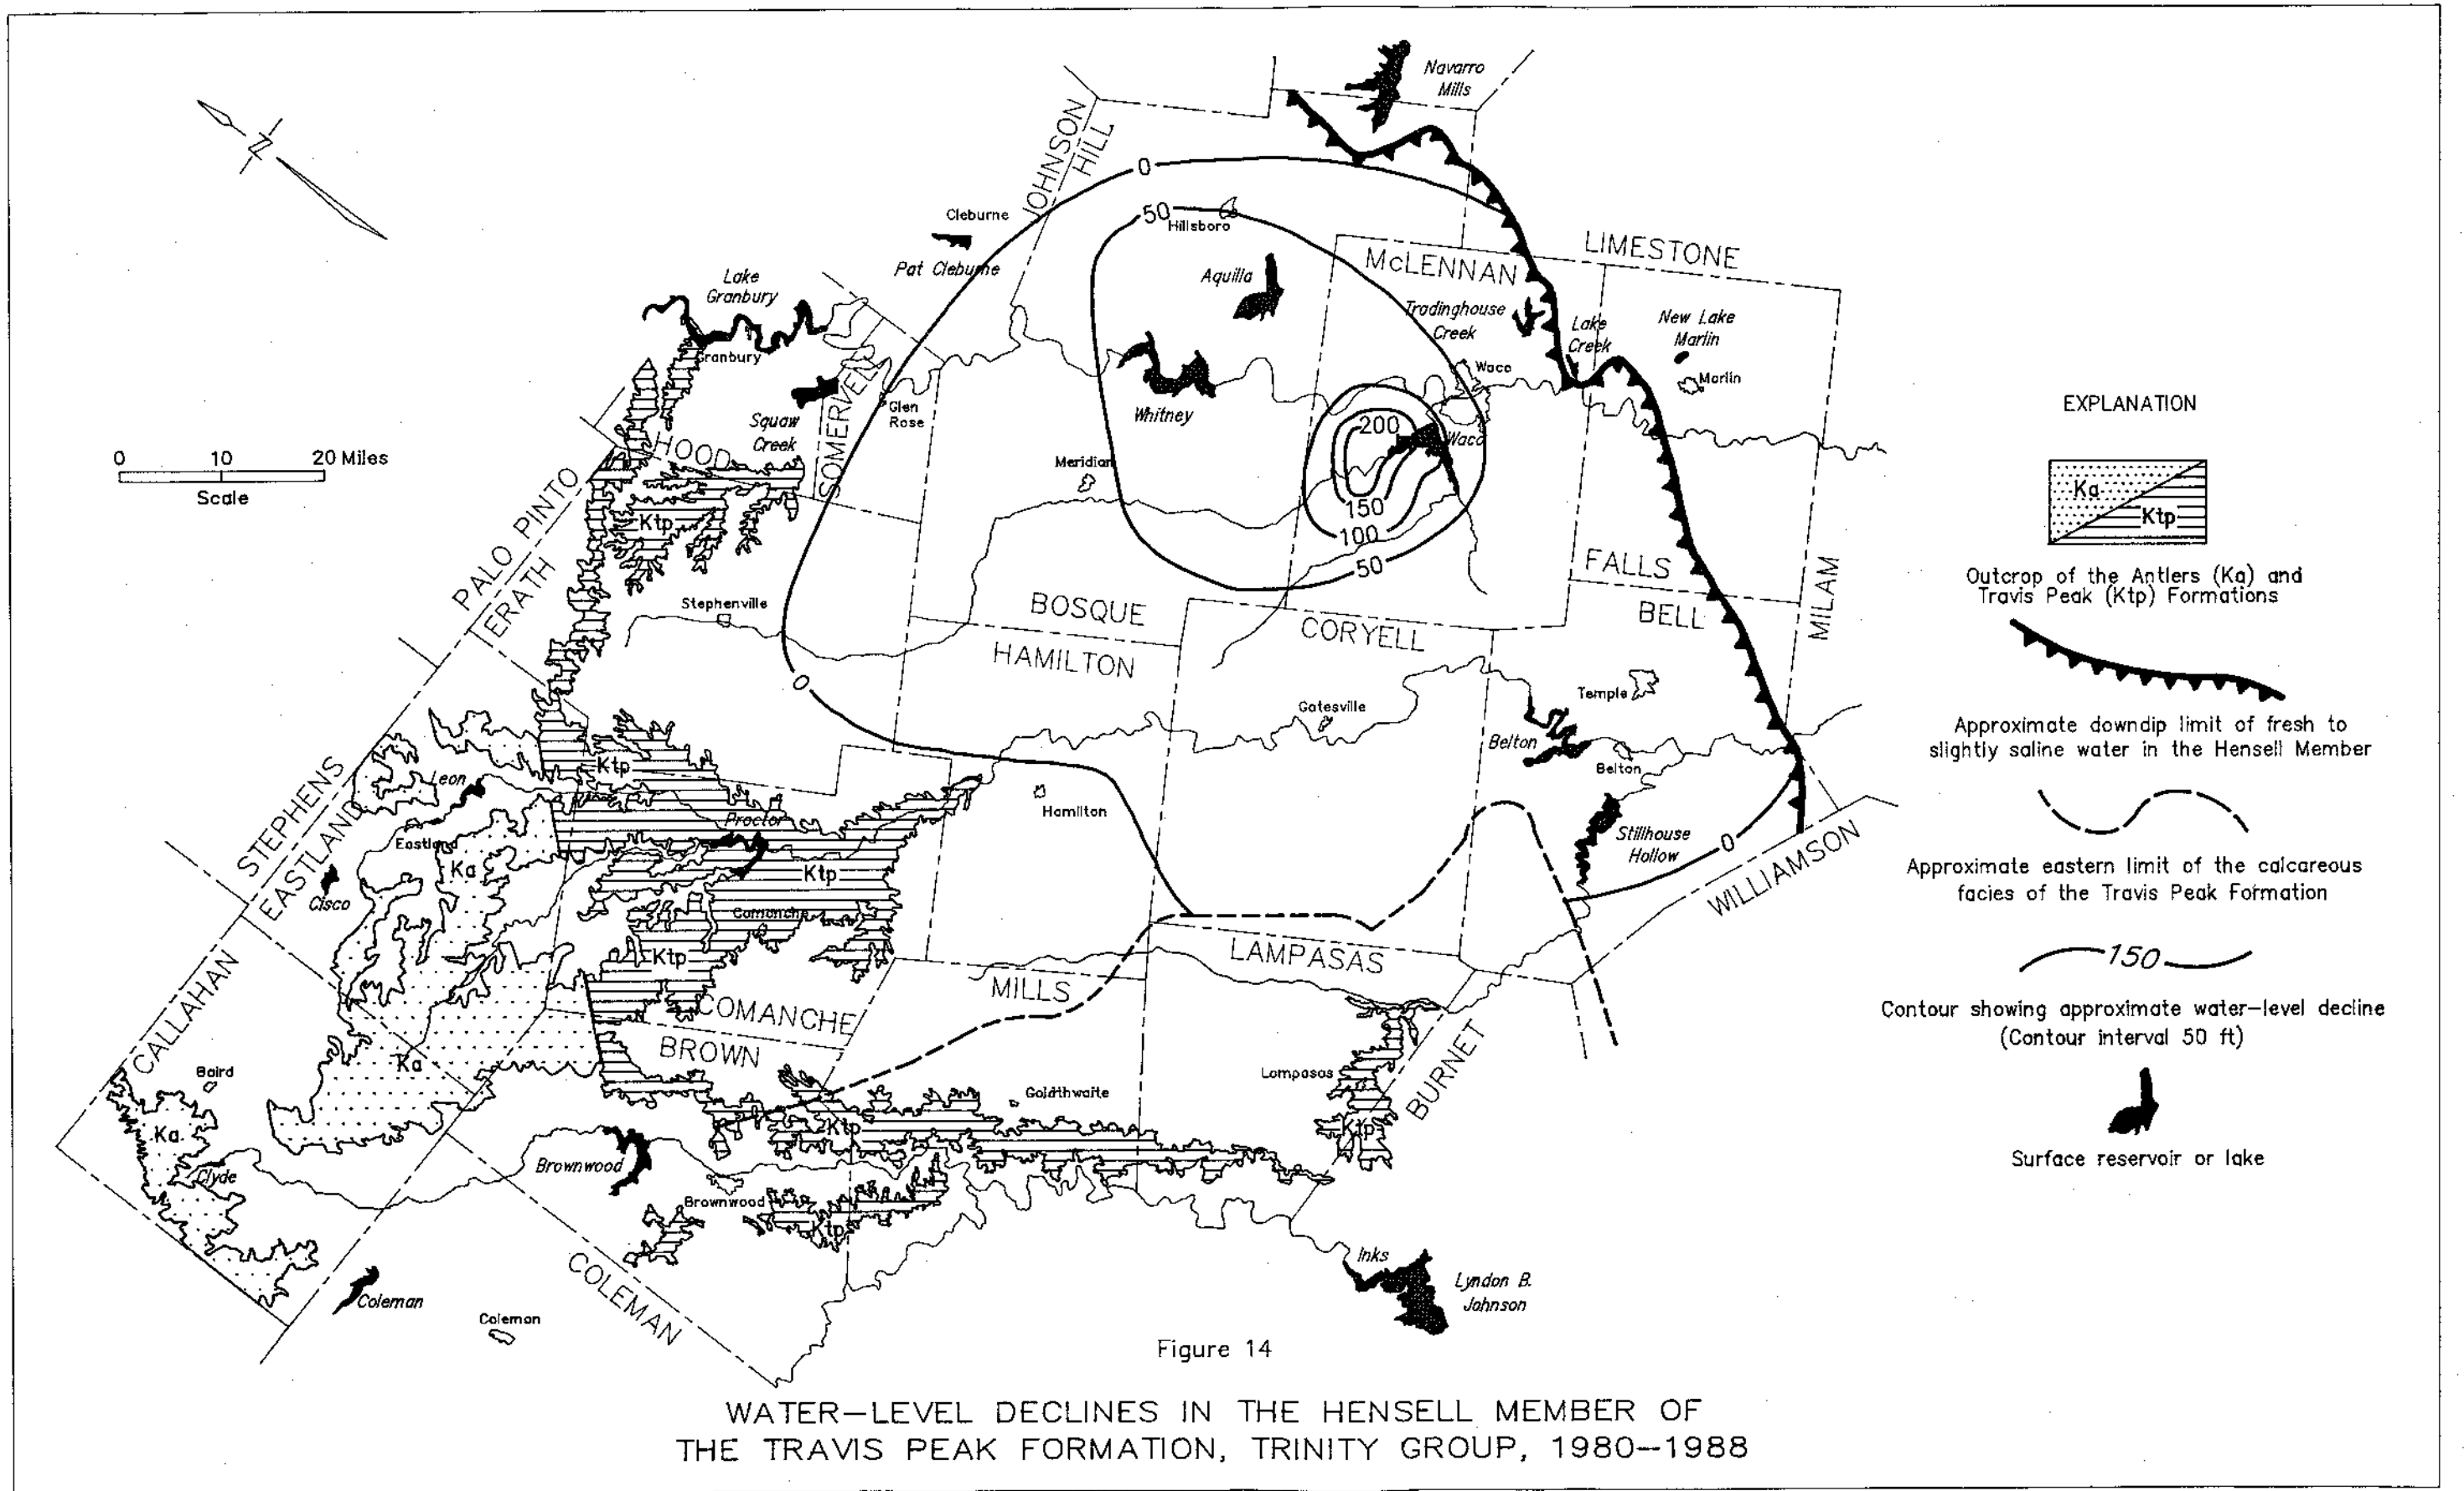 Navarro
Mills
JOHNSON
HILL
0
50
Hillsboro
Cleburne
Pat Cleburne
Lake
Granbury
Granbury
Aquilla
McLENNAN
LIMESTONE
Tradinghouse
Creek
Lake
Creek
New Lake
Marlin
Marlin
Waco
Waco
Whitney
Squaw
Creek
Glen
Rose
SOMERVELL
HOOD
Meridian
200
150
100
50
N
0 10 20 Miles
Scale
PALO PINTO
ERATH
Ktp
Stephenville
BOSQUE
HAMILTON
CORYELL
FALLS
BELL
MILAM
0
Gatesville
Temple
Belton
Belton
Hamilton
Stillhouse
Hollow
0
WILLIAMSON
STEPHENS
EASTLAND
Leon
Eastland
Cisco
Ka
Ktp
Proctor
Ktp
Comanche
Ktp
COMANCHE
BROWN
MILLS
LAMPASAS
BURNET
CALLAHAN
Baird
Ka
Ka
Clyde
Brownwood
Brownwood
Goldthwaite
Ktp
Ktp
Lampasas
Ktp
Coleman
Coleman
COLEMAN
Inks
Lyndon B.
Johnson
EXPLANATION
Ka
Ktp
Outcrop of the Antlers (Ka) and
Travis Peak (Ktp) Formations
Approximate downdip limit of fresh to
slightly saline water in the Hensell Member
Approximate eastern limit of the calcareous
facies of the Travis Peak Formation
150
Contour showing approximate water-level decline
(Contour interval 50 ft)
Surface reservoir or lake
Figure 14
WATER-LEVEL DECLINES IN THE HENSELL MEMBER OF
THE TRAVIS PEAK FORMATION, TRINITY GROUP, 1980-1988